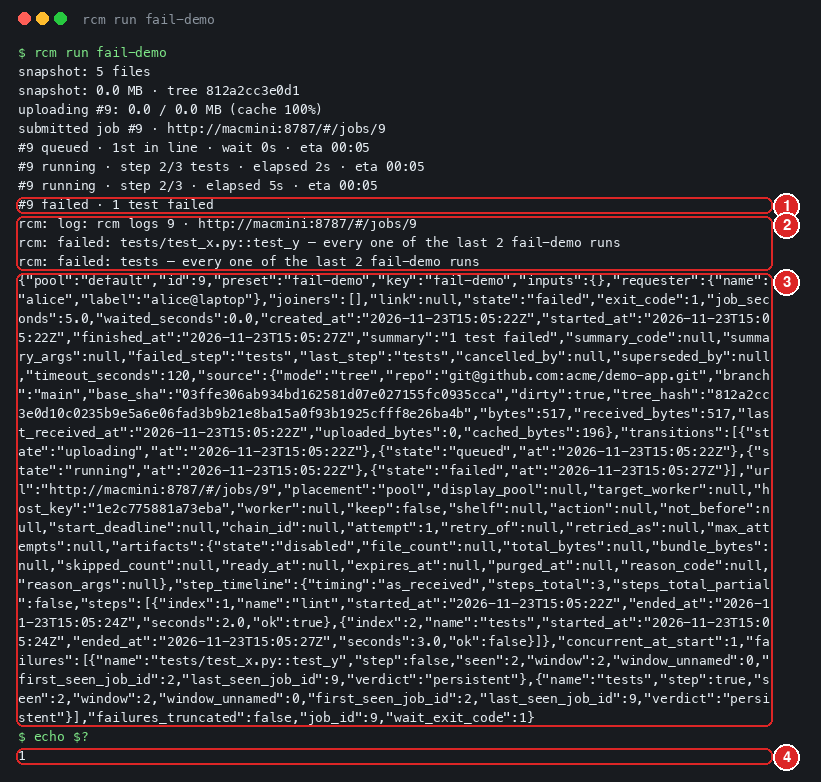 rcm run fail-demo
$ rcm run fail-demo
snapshot: 5 files
snapshot: 0.0 MB · tree 812a2cc3e0d1
uploading #9: 0.0 / 0.0 MB (cache 100%)
submitted job #9 · http://macmini:8787/#/jobs/9
#9 queued · 1st in line · wait 0s · eta 00:05
#9 running · step 2/3 tests · elapsed 2s · eta 00:05
#9 running · step 2/3 · elapsed 5s · eta 00:05
#9 failed · 1 test failed
1
rcm: log: rcm logs 9 · http://macmini:8787/#/jobs/9
2
rcm: failed: tests/test_x.py::test_y — every one of the last 2 fail-demo runs
rcm: failed: tests — every one of the last 2 fail-demo runs
{"pool":"default","id":9,"preset":"fail-demo","key":"fail-demo","inputs":{},"requester":{"name":
3
"alice","label":"alice@laptop"},"joiners":[],"link":null,"state":"failed","exit_code":1,"job_sec
onds":5.0,"waited_seconds":0.0,"created_at":"2026-11-23T15:05:22Z","started_at":"2026-11-23T15:0
5:22Z","finished_at":"2026-11-23T15:05:27Z","summary":"1 test failed","summary_code":null,"summa
ry_args":null,"failed_step":"tests","last_step":"tests","cancelled_by":null,"superseded_by":null
,"timeout_seconds":120,"source":{"mode":"tree","repo":"git@github.com:acme/demo-app.git","branch
":"main","base_sha":"03ffe306ab934bd162581d07e027155fc0935cca","dirty":true,"tree_hash":"812a2cc
3e0d10c0235b9e5a6e06fad3b9b21e8ba15a0f93b1925cfff8e26ba4b","bytes":517,"received_bytes":517,"las
t_received_at":"2026-11-23T15:05:22Z","uploaded_bytes":0,"cached_bytes":196},"transitions":[{"st
ate":"uploading","at":"2026-11-23T15:05:22Z"},{"state":"queued","at":"2026-11-23T15:05:22Z"},{"s
tate":"running","at":"2026-11-23T15:05:22Z"},{"state":"failed","at":"2026-11-23T15:05:27Z"}],"ur
l":"http://macmini:8787/#/jobs/9","placement":"pool","display_pool":null,"target_worker":null,"h
ost_key":"1e2c775881a73eba","worker":null,"keep":false,"shelf":null,"action":null,"not_before":n
ull,"start_deadline":null,"chain_id":null,"attempt":1,"retry_of":null,"retried_as":null,"max_att
empts":null,"artifacts":{"state":"disabled","file_count":null,"total_bytes":null,"bundle_bytes":
null,"skipped_count":null,"ready_at":null,"expires_at":null,"purged_at":null,"reason_code":null,
"reason_args":null},"step_timeline":{"timing":"as_received","steps_total":3,"steps_total_partial
":false,"steps":[{"index":1,"name":"lint","started_at":"2026-11-23T15:05:22Z","ended_at":"2026-1
1-23T15:05:24Z","seconds":2.0,"ok":true},{"index":2,"name":"tests","started_at":"2026-11-23T15:0
5:24Z","ended_at":"2026-11-23T15:05:27Z","seconds":3.0,"ok":false}]},"concurrent_at_start":1,"fa
ilures":[{"name":"tests/test_x.py::test_y","step":false,"seen":2,"window":2,"window_unnamed":0,"
first_seen_job_id":2,"last_seen_job_id":9,"verdict":"persistent"},{"name":"tests","step":true,"s
een":2,"window":2,"window_unnamed":0,"first_seen_job_id":2,"last_seen_job_id":9,"verdict":"persi
stent"}],"failures_truncated":false,"job_id":9,"wait_exit_code":1}
$ echo $?
1
4